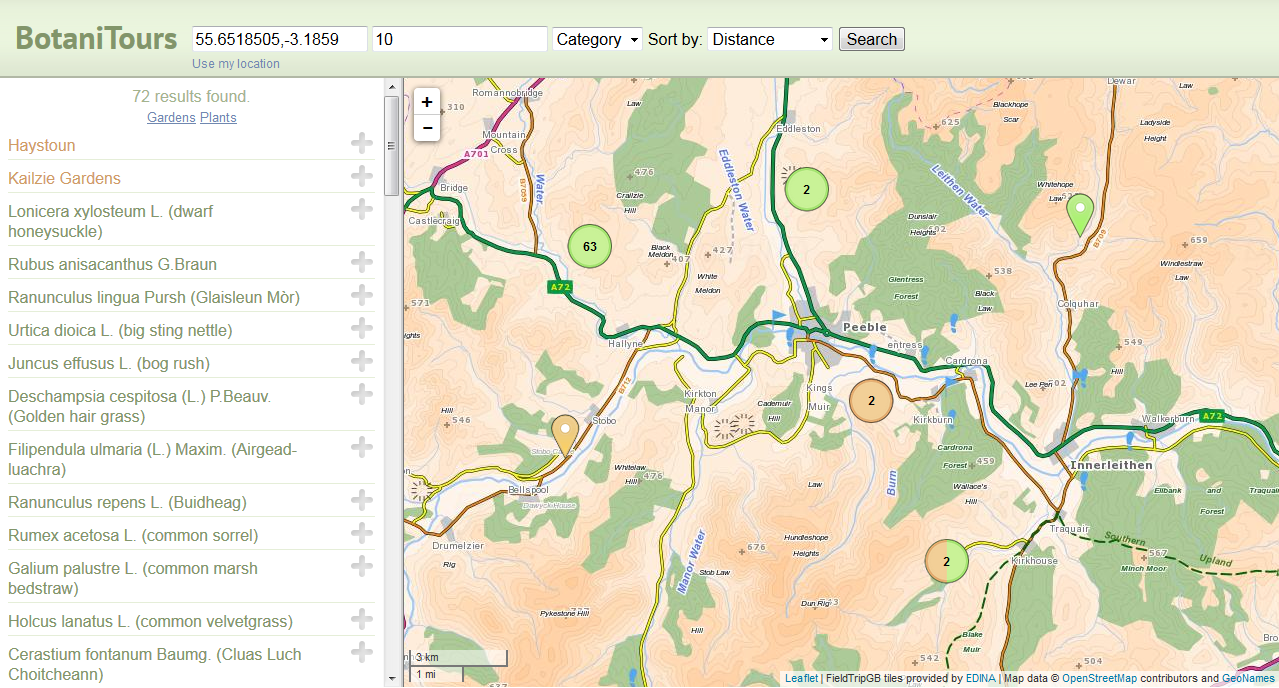 BotaniTours
55.6518505,-3.1859
10
Category
Sort by:
Distance
Search
Use my location
72 results found.
Gardens Plants
Haystoun
Kailzie Gardens
Lonicera xylosteum L. (dwarf
honeysuckle)
Rubus anisacanthus G.Braun
Ranunculus lingua Pursh (Glaisleun Mòr)
Urtica dioica L. (big sting nettle)
Juncus effusus L. (bog rush)
Deschampsia cespitosa (L.) P.Beauv.
(Golden hair grass)
Filipendula ulmaria (L.) Maxim. (Airgead-
luachra)
Ranunculus repens L. (Buidheag)
Rumex acetosa L. (common sorrel)
Galium palustre L. (common marsh
bedstraw)
Holcus lanatus L. (common velvetgrass)
Cerastium fontanum Baumg. (Cluas Luch
Choitcheann)
+
-
Romannobridge
310
Law
Mountain
Cross
A701
Bridge
Castlecraig
B7059
Water
476
Crailzie
Hill
Eddleston
Eddleston Water
2
63
Black
Meldon
407
427
White
Meldon
A72
571
Hallyne
Dewar
Law
Blackhope
Scar
625
Ladyside
Height
Leithen Water
Whitehope
Law
Dunslair
Heights
602
B709
659
Windlestraw
Law
538
Glentress
Forest
Black
Law
Colquhar
Peeble
entress
Cardrona
549
Hill
Lee Pen
502
Kirkton
Manor
Kings
Muir
Cademuir
Hill
2
Kirkburn
B712
Hill
546
Stobo
Walkerburn
A72
Cardrona
Forest
459
Innerleithen
Whitelaw
Hill
476
Bellspool
Dawyck House
Law
Burn
Wallace's
Hill
Elibank
and
Traquair
Forest
Drumelzier
Rig
Manor Water
676
Hundleshope
Heights
Stob Law
Traquair
Southern
Upland
567
Minch Moor
2
Kirkhouse
Pykestone Hill
Dun Rig
Hill
Blake
Muir
542
504
Bro
3 km
1 mi
Leaflet | FieldTripGB tiles provided by EDINA | Map data © OpenStreetMap contributors and GeoNames